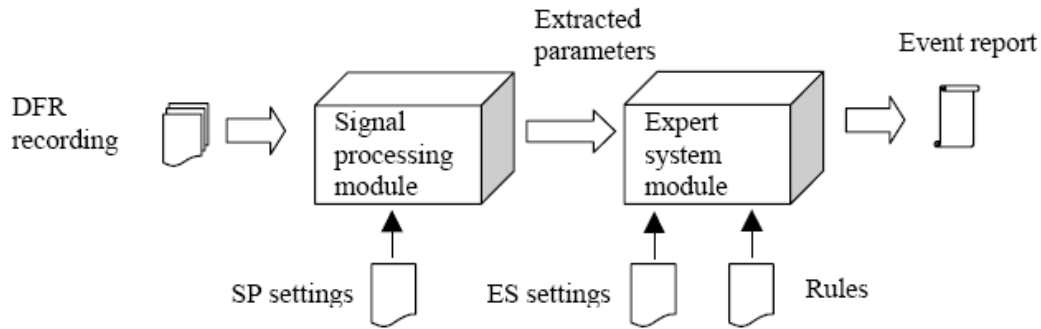 Extracted
parameters
Event report
DFR
recording
Signal
processing
module
Expert
system
module
SP settings
ES settings
Rules